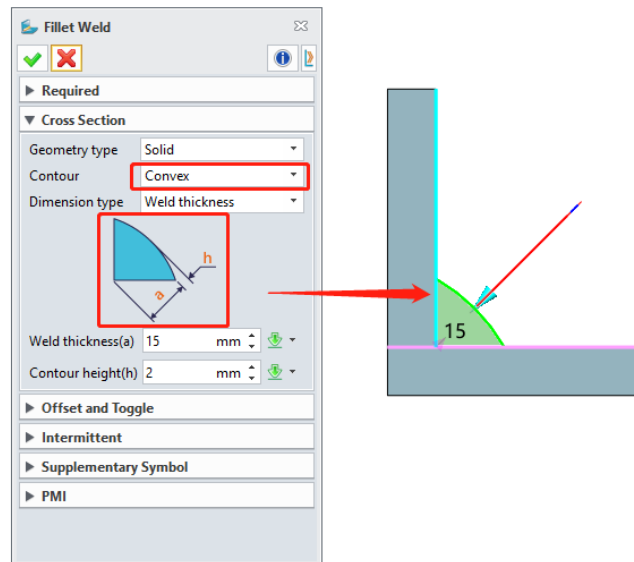 Fillet Weld
Required
Cross Section
Geometry type Solid
Contour Convex
Dimension type Weld thickness
h
a
Weld thickness(a) 15 mm
Contour height(h) 2 mm
Offset and Toggle
Intermittent
Supplementary Symbol
PMI
15